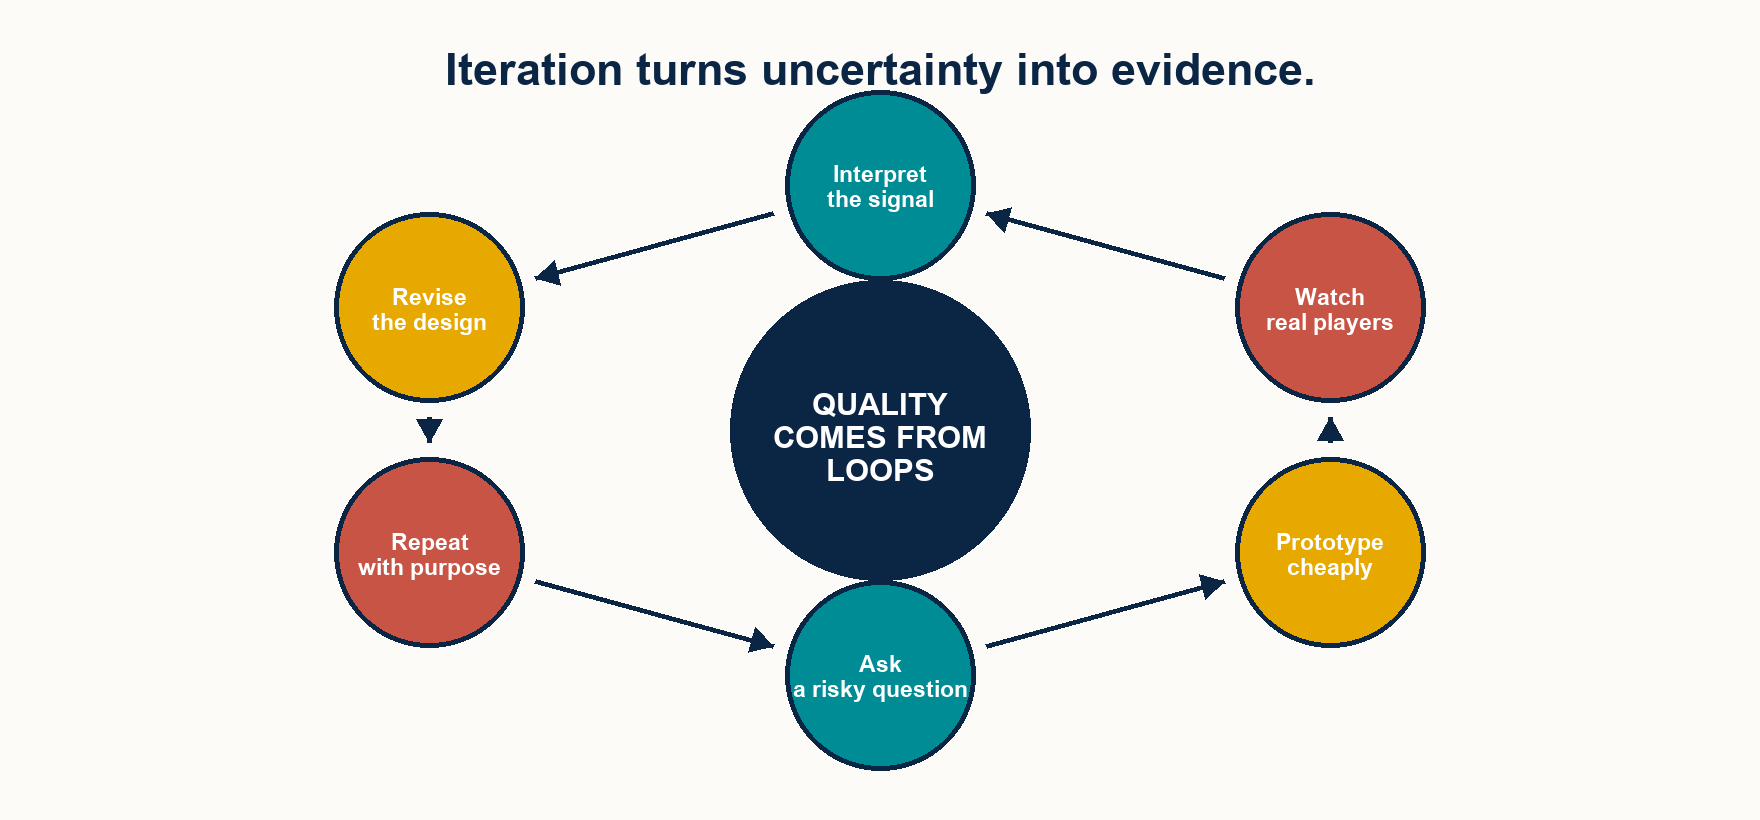 Iteration turns uncertainty into evidence.
Interpret
the signal
Revise
the design
Watch
real players
QUALITY
COMES FROM
LOOPS
Repeat
with purpose
Prototype
cheaply
Ask
a risky question